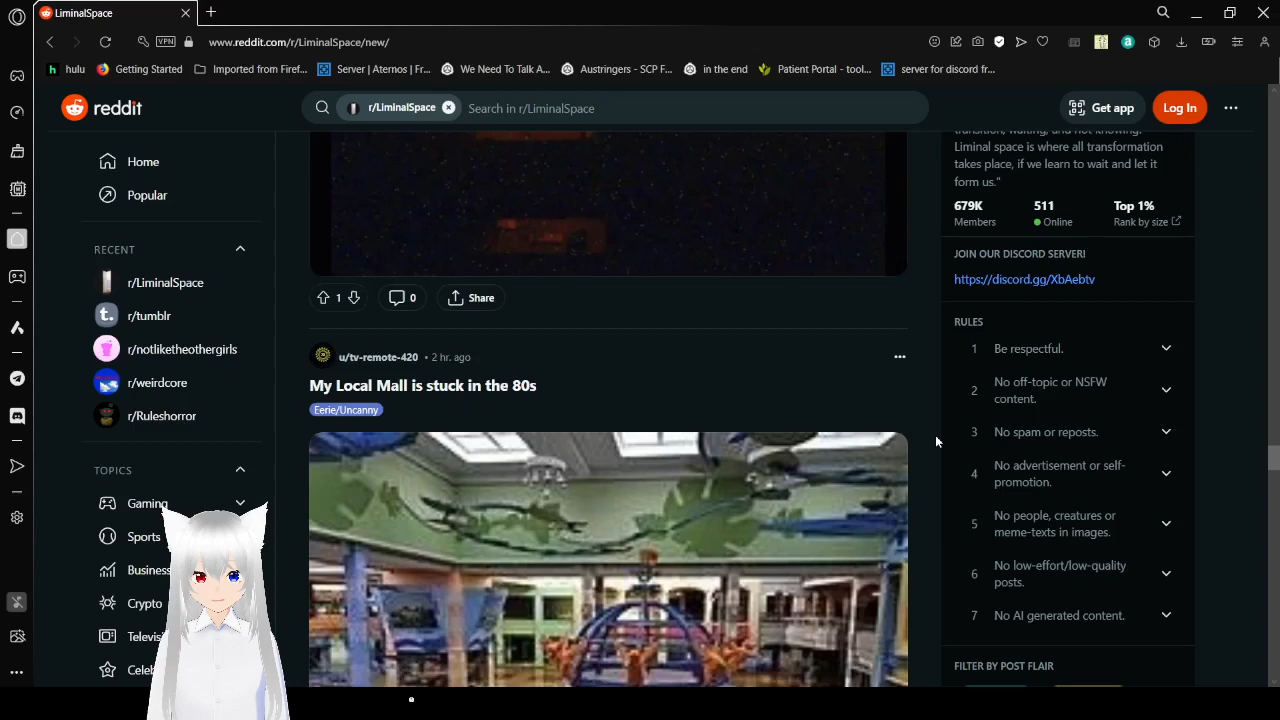 LiminalSpace
VPN www.reddit.com/r/LiminalSpace/new/
h hulu Getting Started Imported from Firef... Server | Aternos | Fr... We Need To Talk A... Austringers - SCP F... in the end Patient Portal - tool... server for discord fr...
reddit r/LiminalSpace Search in r/LiminalSpace Get app Log In
Home
Popular
RECENT
r/LiminalSpace
t. r/tumblr
r/notliketheothergirls
r/weirdcore
r/Ruleshorror
TOPICS
Gaming
Sports
Business
Crypto
Televis
Celeb
1 0 Share
u/tv-remote-420 • 2 hr. ago
My Local Mall is stuck in the 80s
Eerie/Uncanny
transition, waiting, and not knowing.
Liminal space is where all transformation
takes place, if we learn to wait and let it
form us."
679K 511 Top 1%
Members Online Rank by size
JOIN OUR DISCORD SERVER!
https://discord.gg/XbAebtv
RULES
1 Be respectful.
2 No off-topic or NSFW
content.
3 No spam or reposts.
4 No advertisement or self-
promotion.
5 No people, creatures or
meme-texts in images.
6 No low-effort/low-quality
posts.
7 No AI generated content.
FILTER BY POST FLAIR